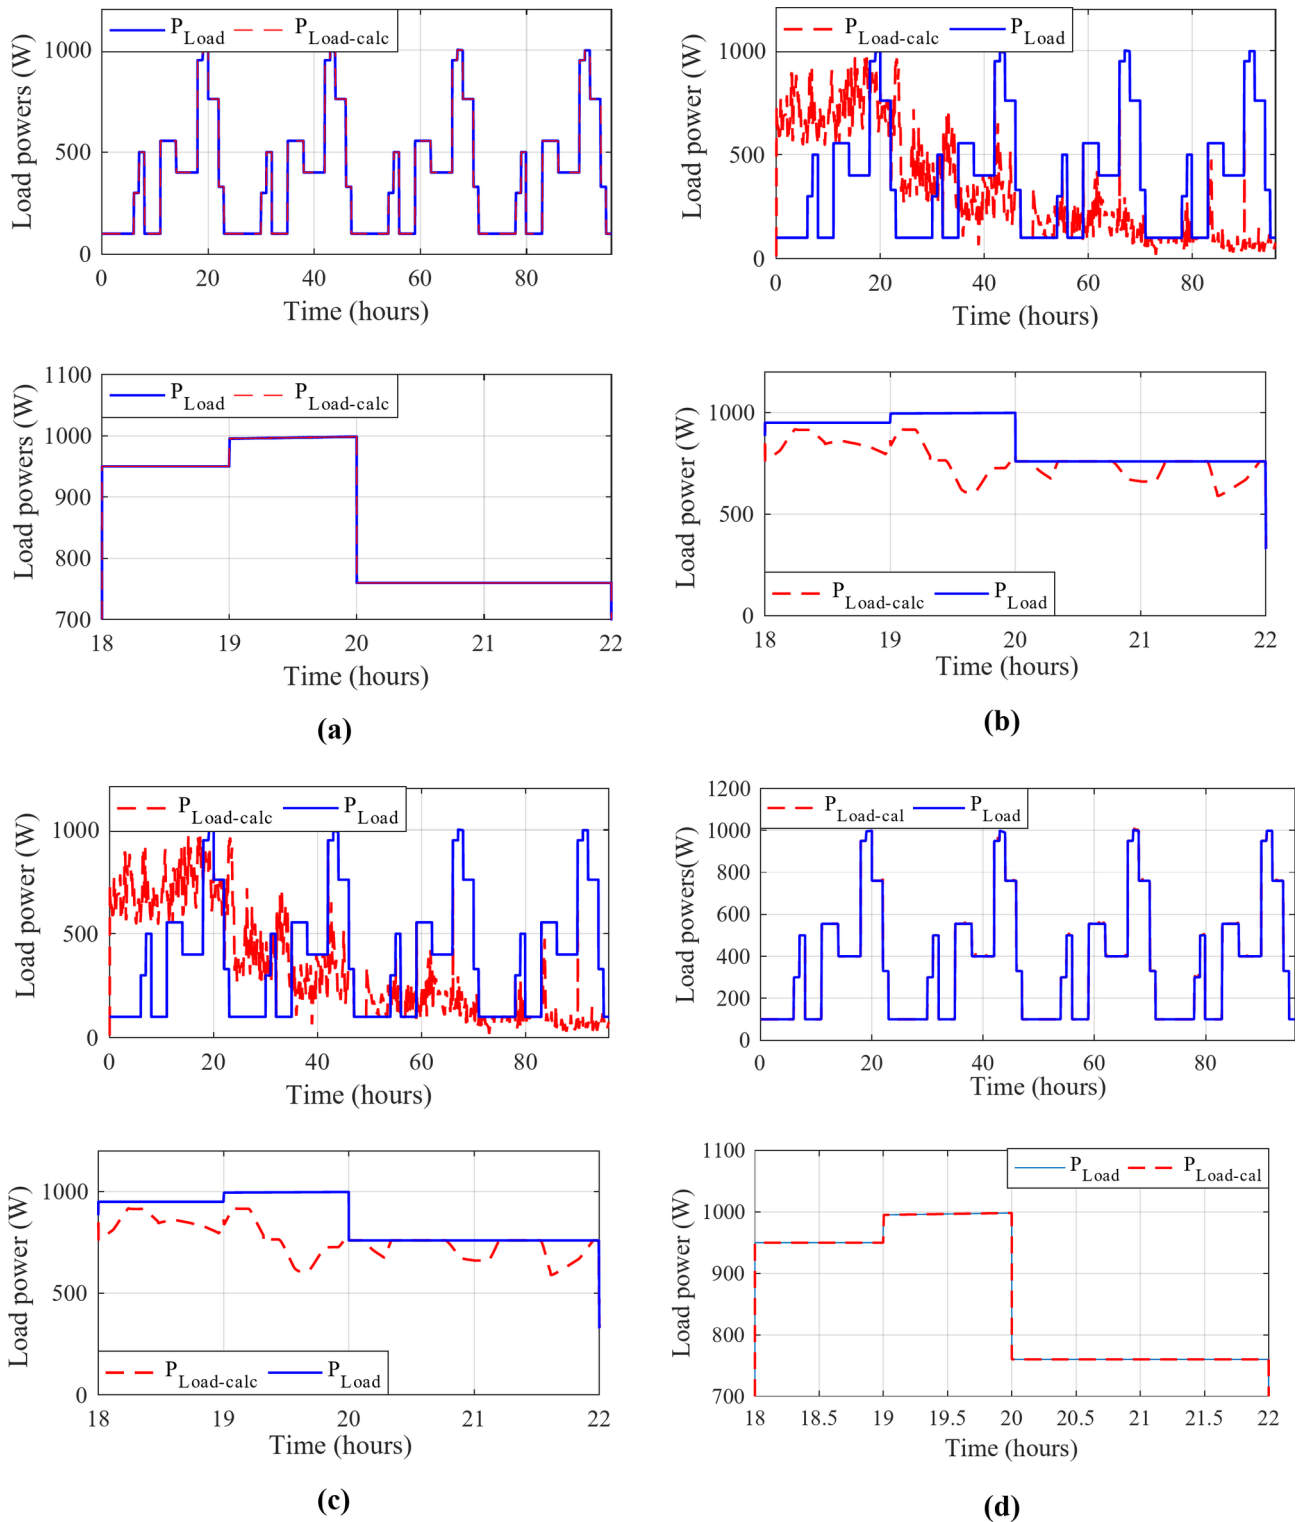 P_Load P_Load-calc
Load powers (W)
1000
500
0
0 20 40 60 80
Time (hours)
P_Load P_Load-calc
Load powers (W)
1100
1000
900
800
700
18 19 20 21 22
Time (hours)
(a)
P_Load-calc P_Load
Load power (W)
1000
500
0
0 20 40 60 80
Time (hours)
Load power (W)
1000
500
0
P_Load-calc P_Load
18 19 20 21 22
Time (hours)
(b)
P_Load-calc P_Load
Load power (W)
1000
500
0
0 20 40 60 80
Time (hours)
Load power (W)
1000
500
0
P_Load-calc P_Load
18 19 20 21 22
Time (hours)
(c)
P_Load-cal P_Load
Load powers(W)
1200
1000
800
600
400
200
0
0 20 40 60 80
Time (hours)
P_Load P_Load-cal
Load power (W)
1100
1000
900
800
700
18 18.5 19 19.5 20 20.5 21 21.5 22
Time (hours)
(d)